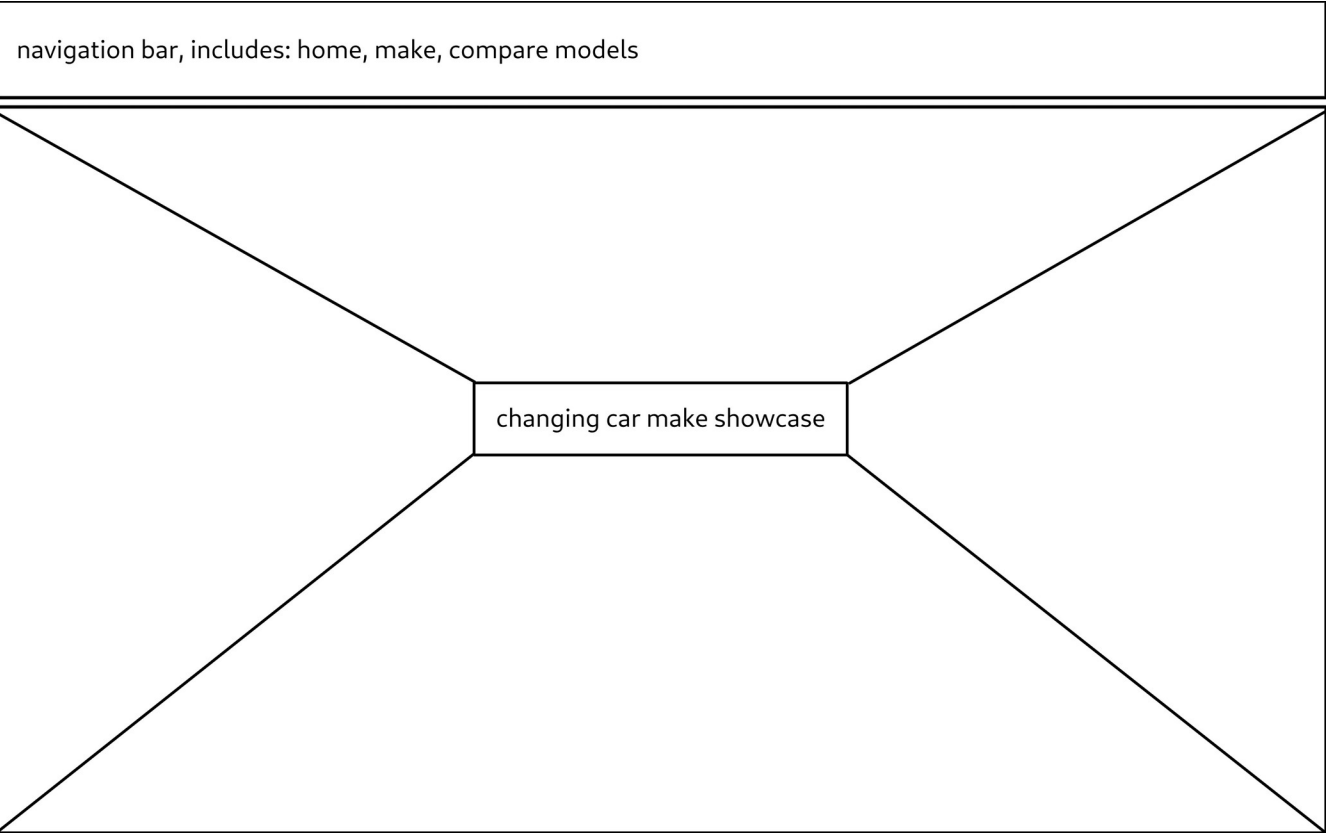 navigation bar, includes: home, make, compare models
changing car make showcase